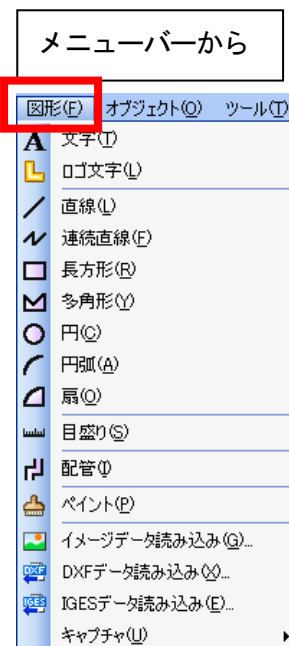 メニューバーから
図形(F) オブジェクト(O) ツール(T)
A 文字(T)
ロゴ文字(L)
直線(L)
連続直線(F)
長方形(R)
多角形(Y)
円(C)
円弧(A)
扇(O)
目盛り(S)
配管(I)
ペイント(P)
イメージデータ読み込み(G)...
DXF DXFデータ読み込み(X)...
IGES IGESデータ読み込み(E)...
キャプチャ(U)